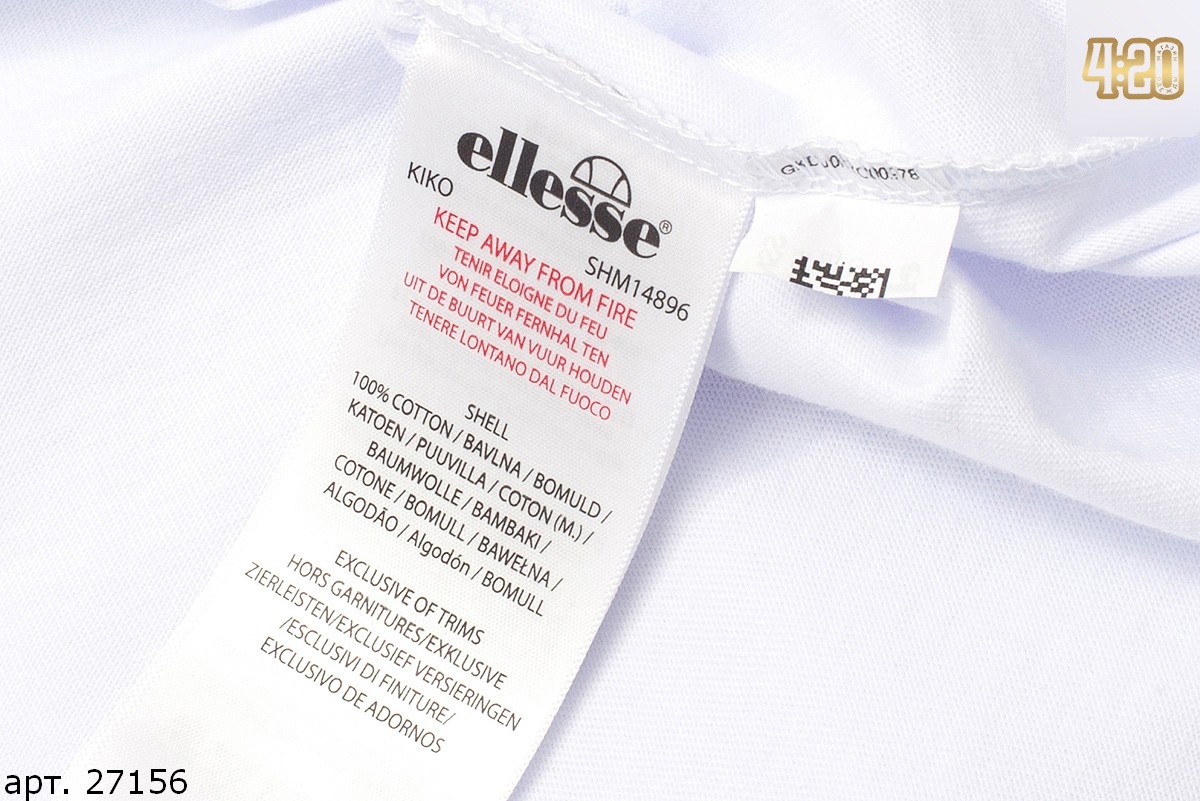 4:20
ellesse®
KIKO
SHM14896
KEEP AWAY FROM FIRE
TENIR ELOIGNE DU FEU
VON FEUER FERNHAL TEN
UIT DE BUURT VAN VUUR HOUDEN
TENERE LONTANO DAL FUOCO
SHELL
100% COTTON / BAVLNA / BOMULD /
KATOEN / PUUVILLA / COTON (M.) /
BAUMWOLLE / BAMBAKI /
COTONE / BOMULL / BAWEŁNA /
ALGODÃO / Algodón / BOMULL
EXCLUSIVE OF TRIMS
HORS GARNITURES/EXKLUSIVE
ZIERLEISTEN/EXCLUSIEF VERSIERINGEN
/ESCLUSIVI DI FINITURE/
EXCLUSIVO DE ADORNOS
арт. 27156